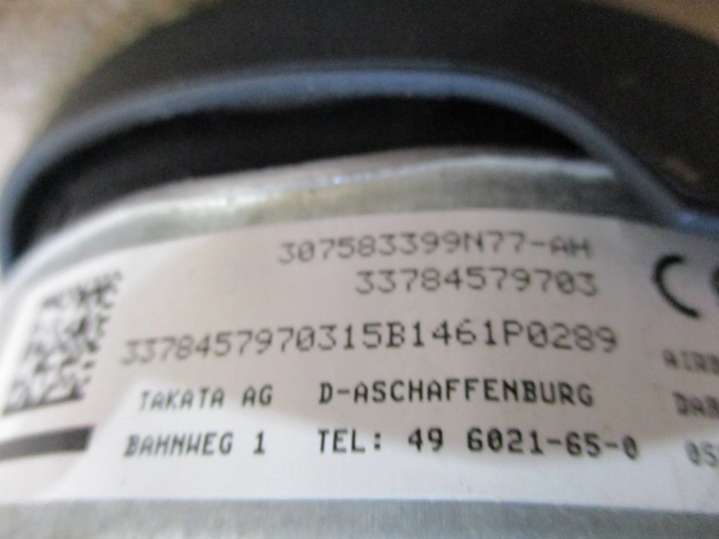 307583399N77-AH
33784579703
3378457970315B1461P0289
TAKATA AG D-ASCHAFFENBURG
BAHNWEG 1 TEL: 49 6021-65-0